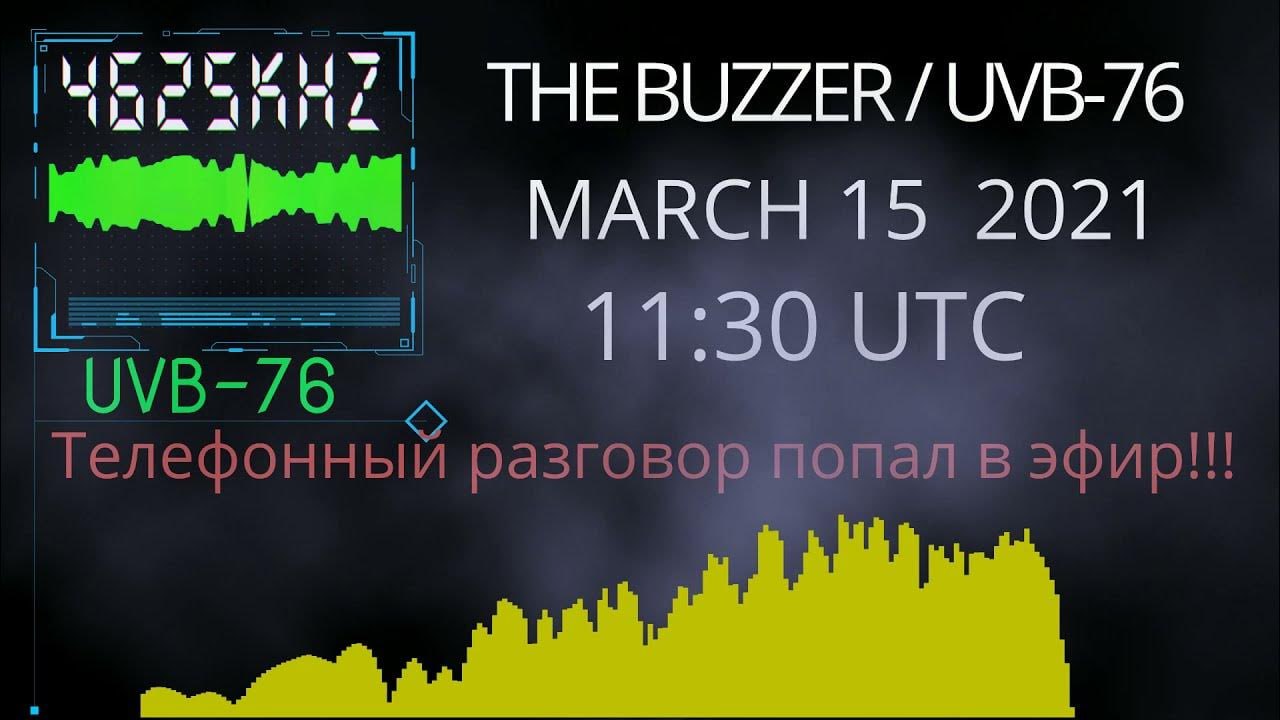 4625KHZ
THE BUZZER / UVB-76
MARCH 15 2021
11:30 UTC
UVB-76
Телефонный разговор попал в эфир!!!